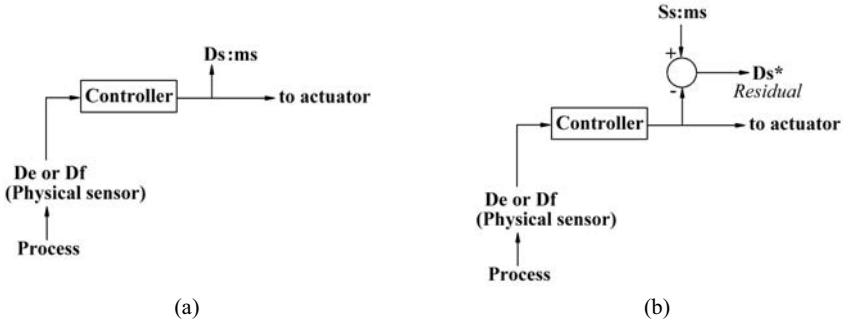 Ds:ms
Controller
to actuator
De or Df
(Physical sensor)
Process
(a)
Ss:ms
+
-
Ds*
Residual
Controller
to actuator
De or Df
(Physical sensor)
Process
(b)